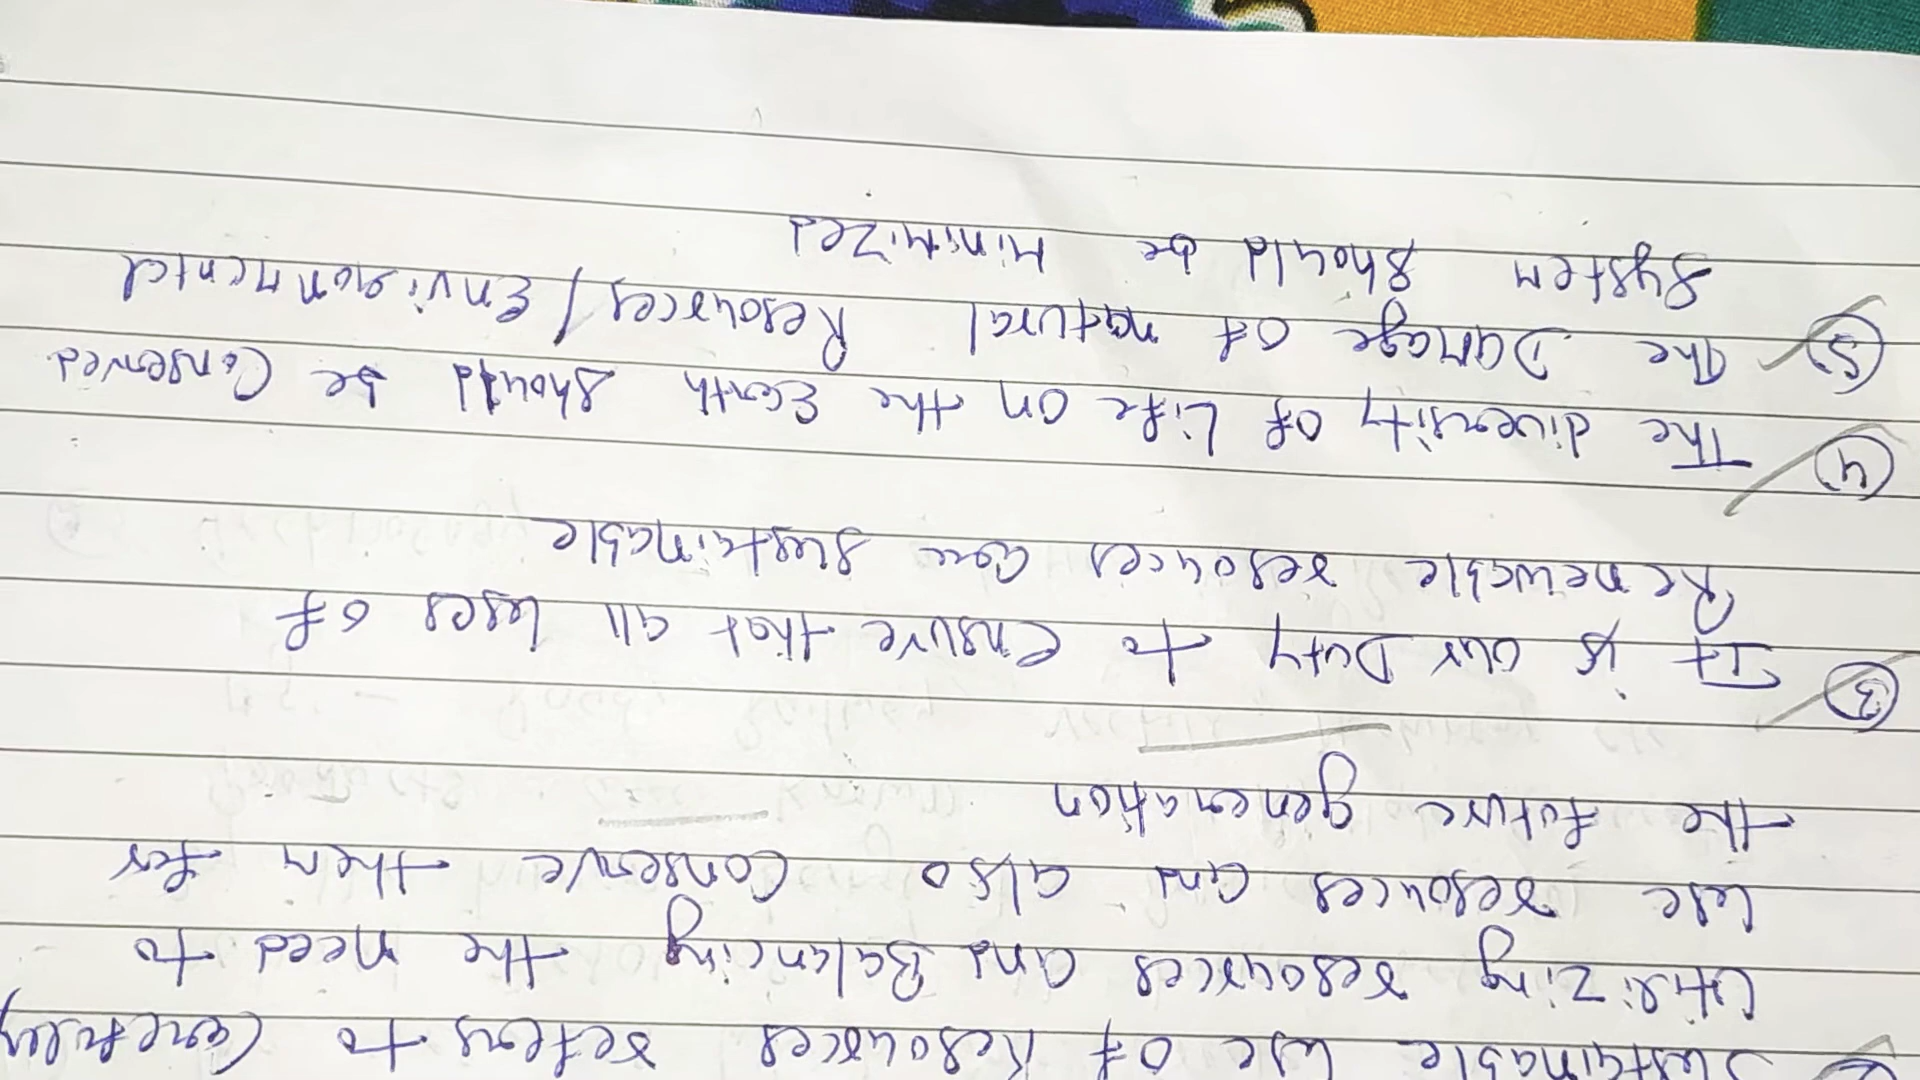 Sustainable use of Resources refers to Carefully
Utilizing resources and Balancing the need to
use resources and also Conserve them for
the future generation
③ It is our Duty to Ensure that all uses of
Renewable resources are sustainable
④ The diversity of Life on the Earth should be Conserved
⑤ The Damage of natural Resources/Environmental
System should be Minimized